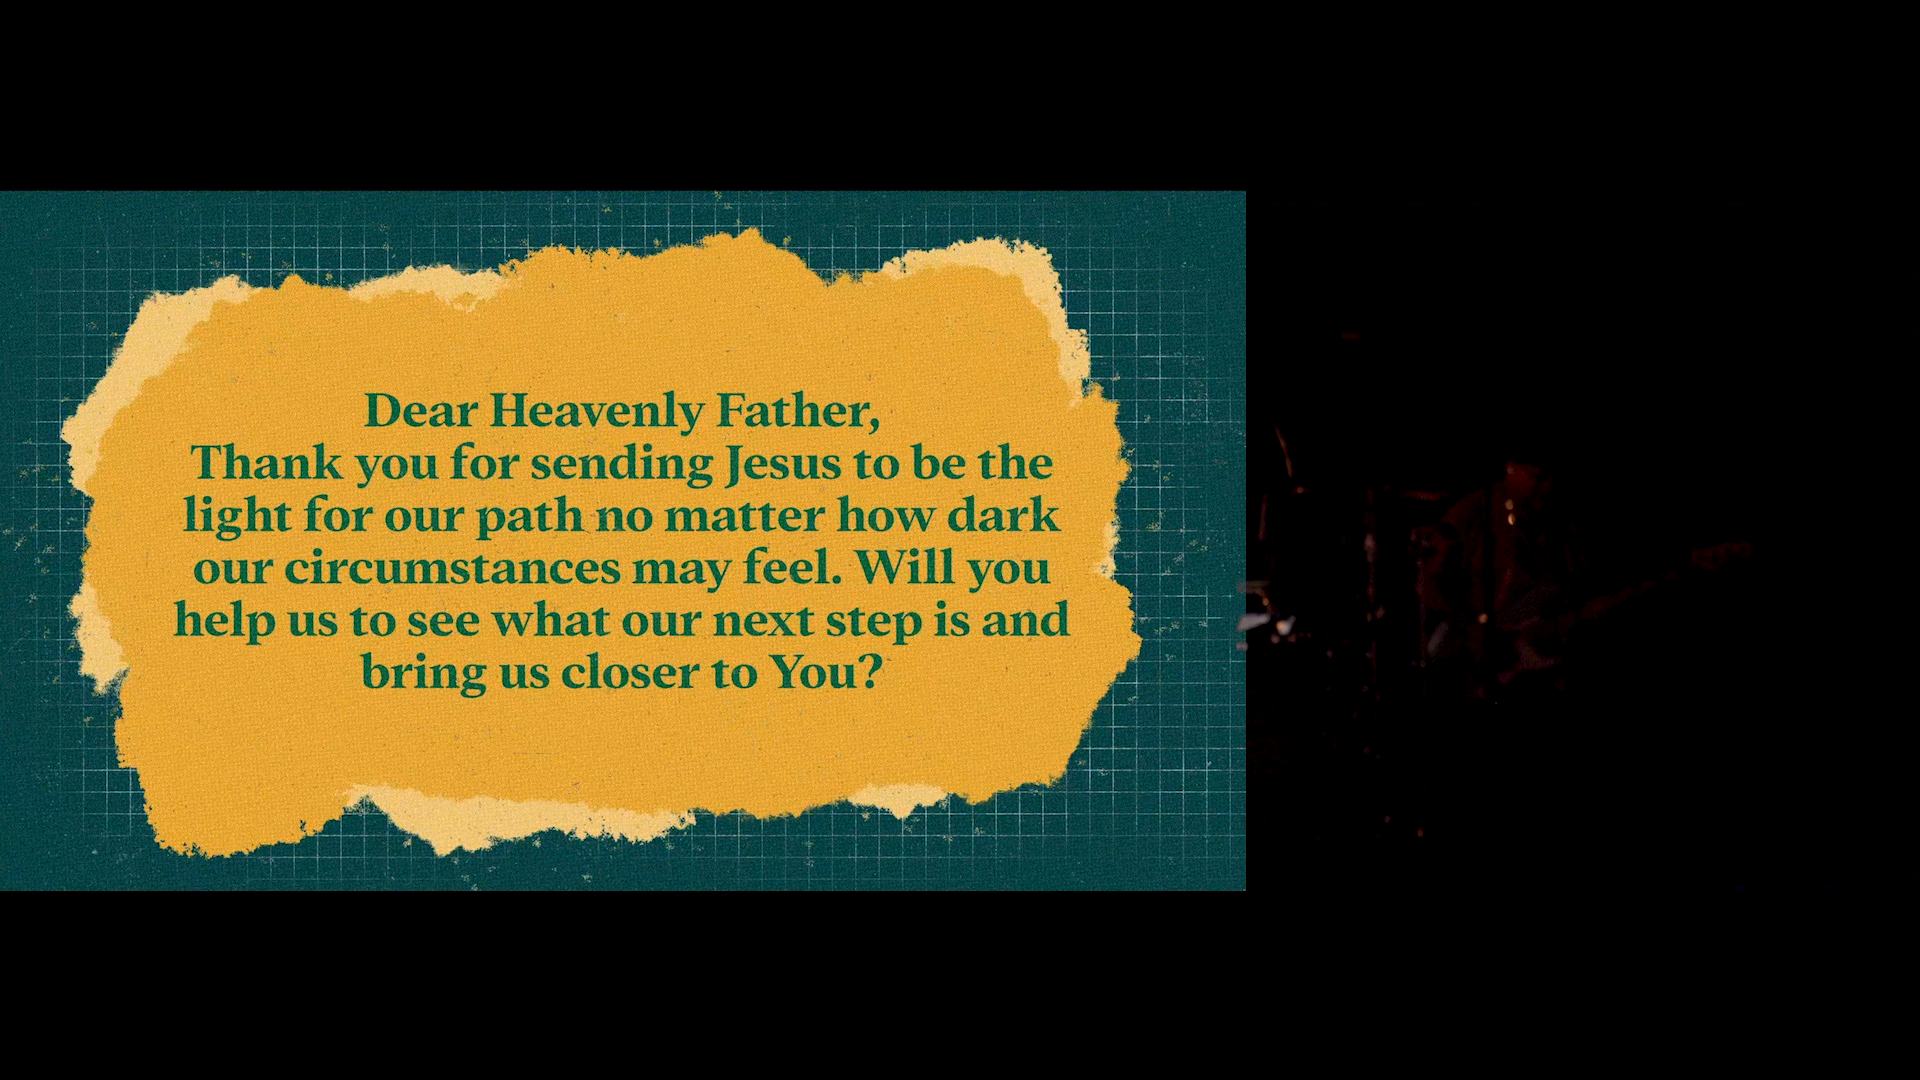 Dear Heavenly Father,
Thank you for sending Jesus to be the
light for our path no matter how dark
our circumstances may feel. Will you
help us to see what our next step is and
bring us closer to You?